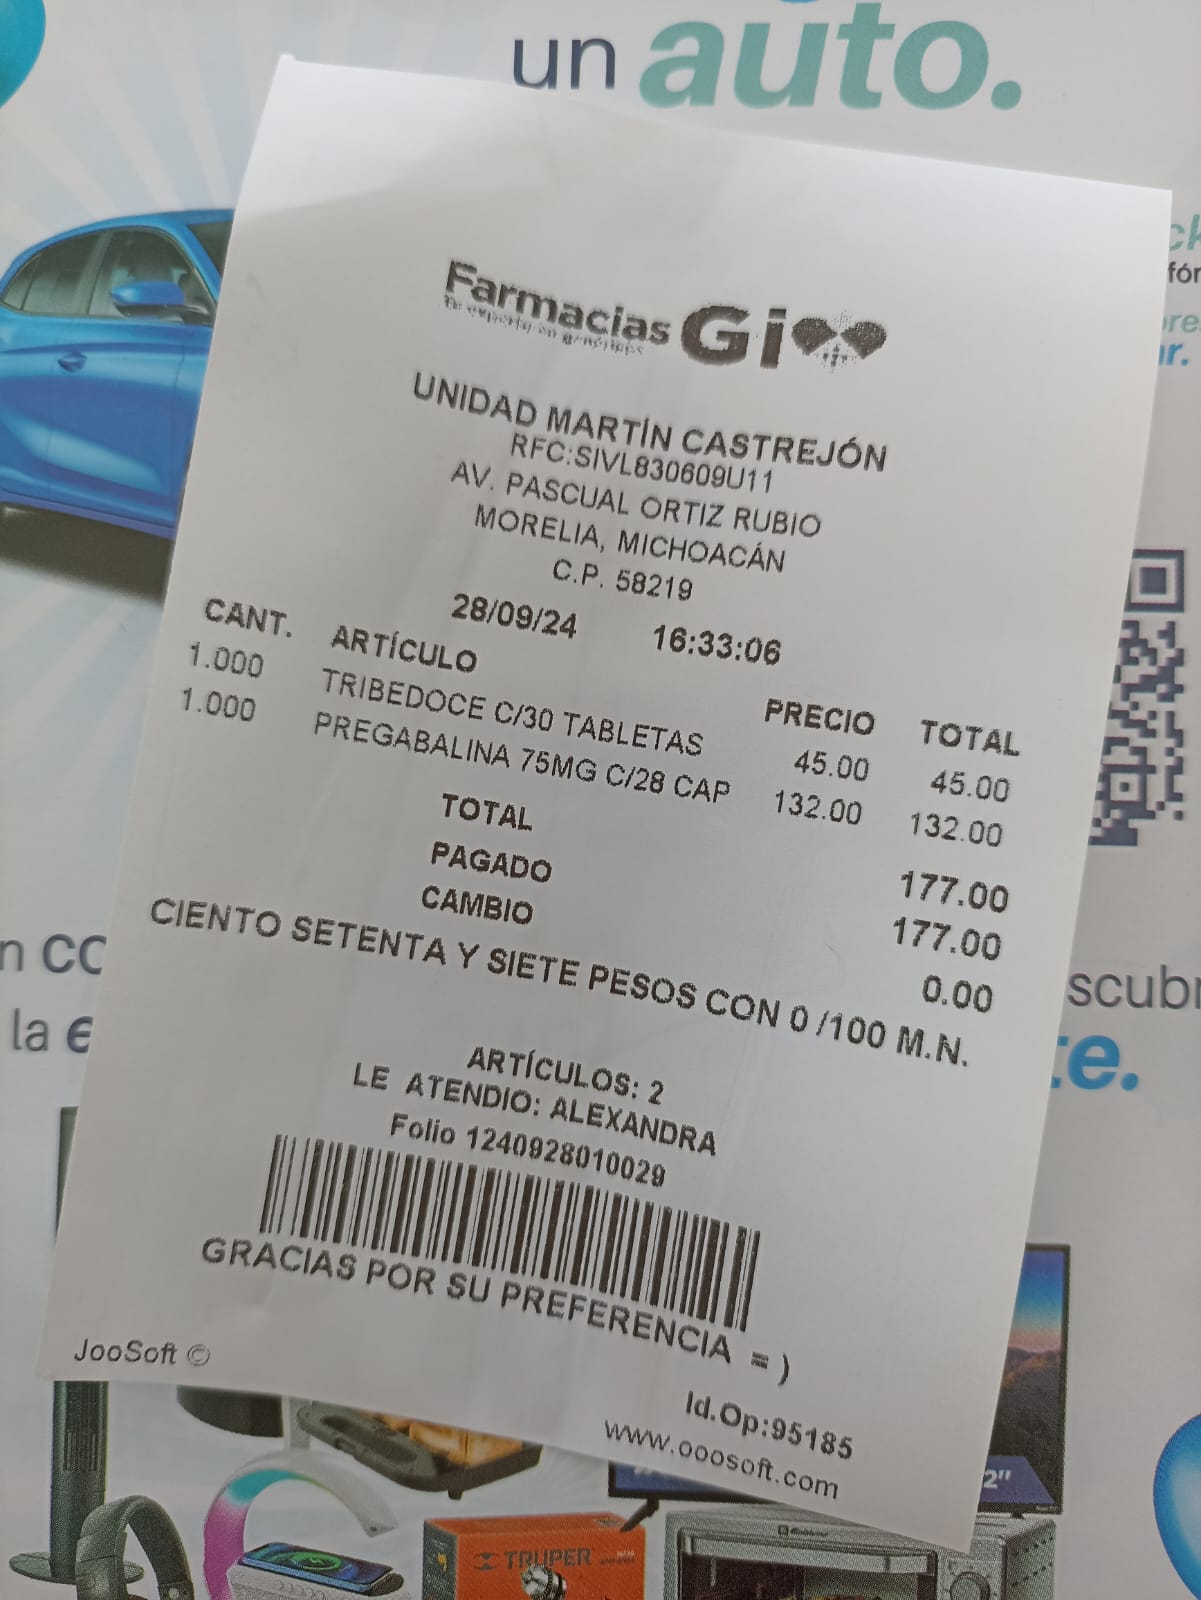 un auto.
Farmacias Gi
UNIDAD MARTÍN CASTREJÓN
RFC:SIVL830609U11
AV. PASCUAL ORTIZ RUBIO
MORELIA, MICHOACÁN
C.P. 58219
28/09/24 16:33:06
CANT. ARTÍCULO PRECIO TOTAL
1.000 TRIBEDOCE C/30 TABLETAS 45.00 45.00
1.000 PREGABALINA 75MG C/28 CAP 132.00 132.00
TOTAL 177.00
PAGADO 177.00
CAMBIO 0.00
CIENTO SETENTA Y SIETE PESOS CON 0 /100 M.N.
ARTÍCULOS: 2
LE ATENDIO: ALEXANDRA
Folio 1240928010029
GRACIAS POR SU PREFERENCIA = )
JooSoft ©
Id.Op:95185
www.ooosoft.com
la
scubr
te.
2"
TRUPER